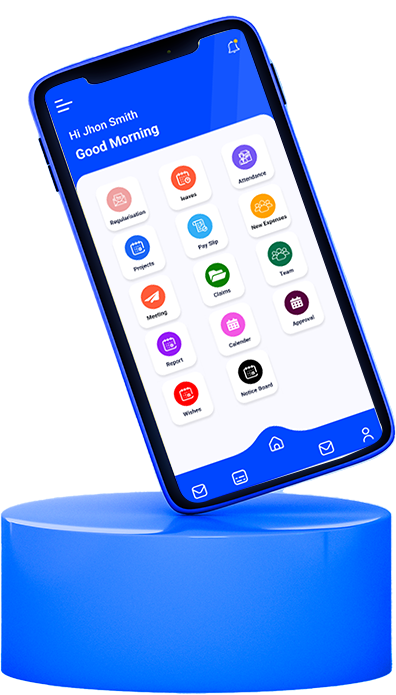 Hi Jhon Smith
Good Morning
Regularisation
leaves
Attendance
Projects
Pay Slip
New Expenses
Meeting
Claims
Team
Report
Calender
Approval
Wishes
Notice Board